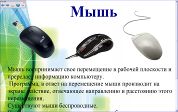 Мышь
Мышь воспринимает свое перемещение в рабочей плоскости и
передает информацию компьютеру.
Программа, в ответ на перемещение мыши производит на
экране действие, отвечающее направлению и расстоянию этого
перемещения.
Существуют мыши беспроводные.